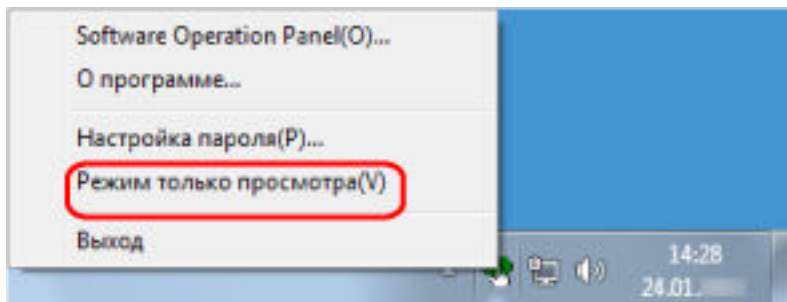 Software Operation Panel(O)...
О программе...
Настройка пароля(P)...
Режим только просмотра(V)
Выход
14:28
24.01.